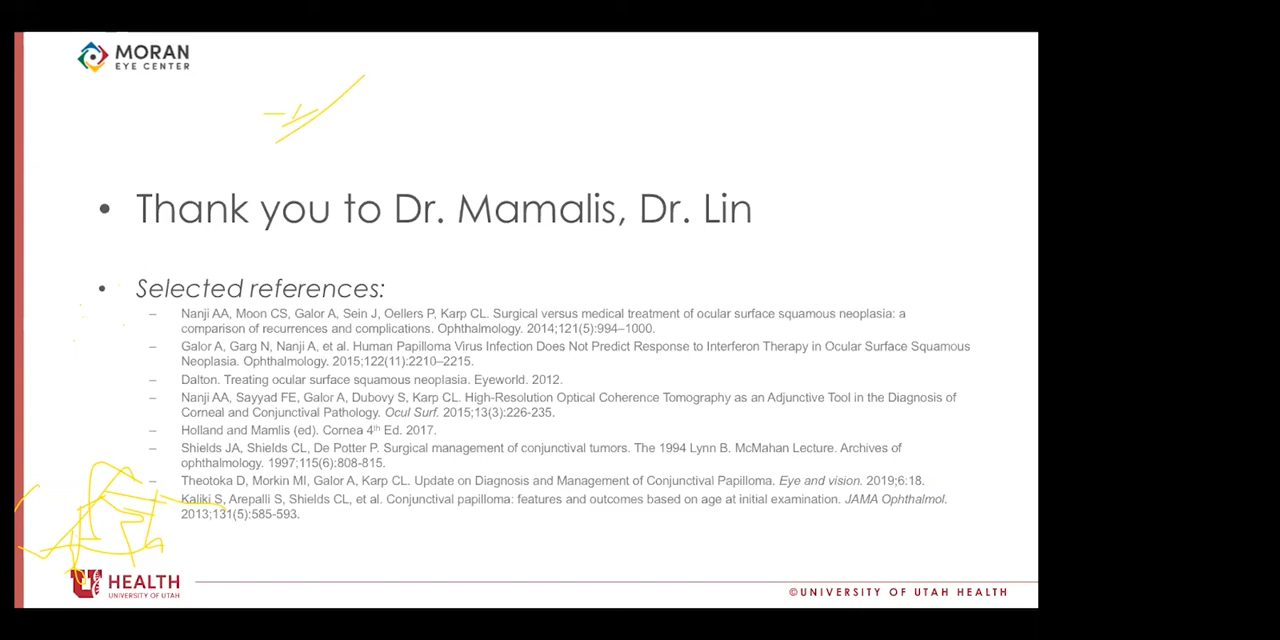 MORAN
EYE CENTER
• Thank you to Dr. Mamalis, Dr. Lin
• Selected references:
– Nanji AA, Moon CS, Galor A, Sein J, Oellers P, Karp CL. Surgical versus medical treatment of ocular surface squamous neoplasia: a
comparison of recurrences and complications. Ophthalmology. 2014;121(5):994–1000.
– Galor A, Garg N, Nanji A, et al. Human Papilloma Virus Infection Does Not Predict Response to Interferon Therapy in Ocular Surface Squamous
Neoplasia. Ophthalmology. 2015;122(11):2210–2215.
– Dalton. Treating ocular surface squamous neoplasia. Eyeworld. 2012.
– Nanji AA, Sayyad FE, Galor A, Dubovy S, Karp CL. High-Resolution Optical Coherence Tomography as an Adjunctive Tool in the Diagnosis of
Corneal and Conjunctival Pathology. Ocul Surf. 2015;13(3):226-235.
– Holland and Mamlis (ed). Cornea 4th Ed. 2017.
– Shields JA, Shields CL, De Potter P. Surgical management of conjunctival tumors. The 1994 Lynn B. McMahan Lecture. Archives of
ophthalmology. 1997;115(6):808-815.
– Theotoka D, Morkin MI, Galor A, Karp CL. Update on Diagnosis and Management of Conjunctival Papilloma. Eye and vision. 2019;6:18.
– Kaliki S, Arepalli S, Shields CL, et al. Conjunctival papilloma: features and outcomes based on age at initial examination. JAMA Ophthalmol.
2013;131(5):585-593.
HEALTH
UNIVERSITY OF UTAH
©UNIVERSITY OF UTAH HEALTH